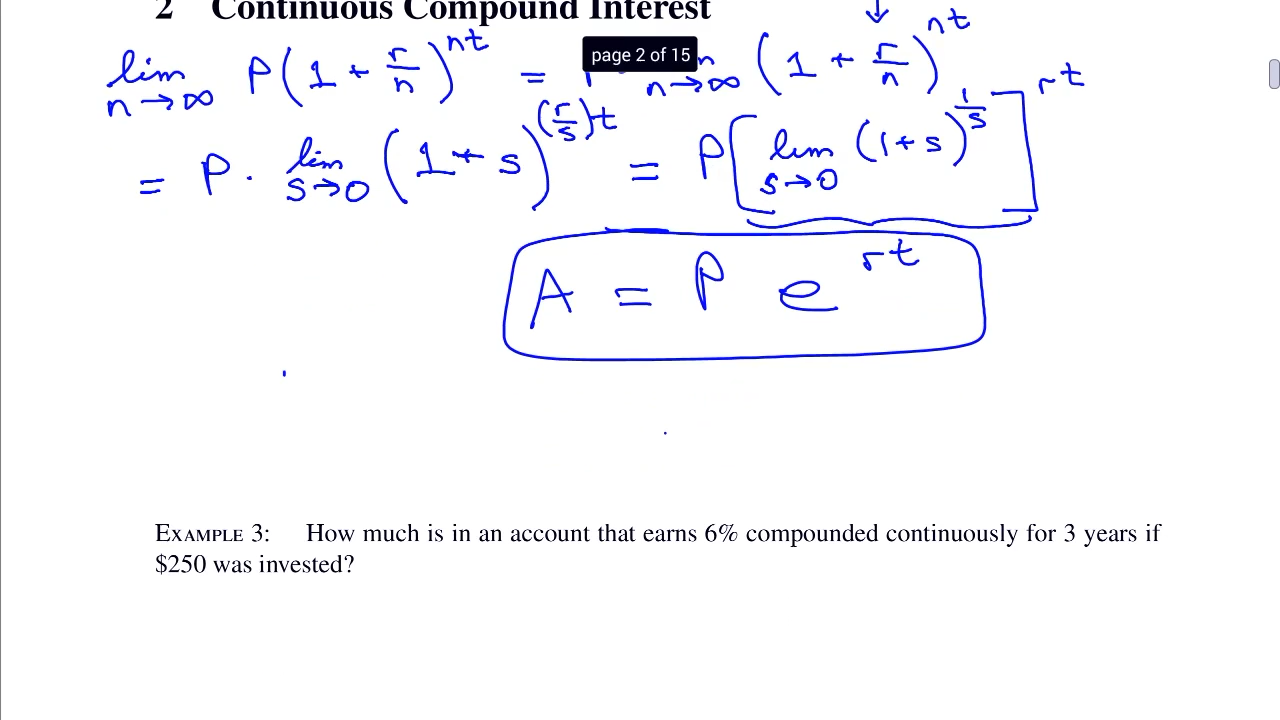 2 Continuous Compound Interest
lim n→∞ P(1 + r/n)^nt = lim n→∞ (1 + r/n)^nt
page 2 of 15
= P · lim s→0 (1 + s)^(r/s)t = P[lim s→0 (1+s)^1/s]^rt
A = P e^rt
EXAMPLE 3: How much is in an account that earns 6% compounded continuously for 3 years if
$250 was invested?